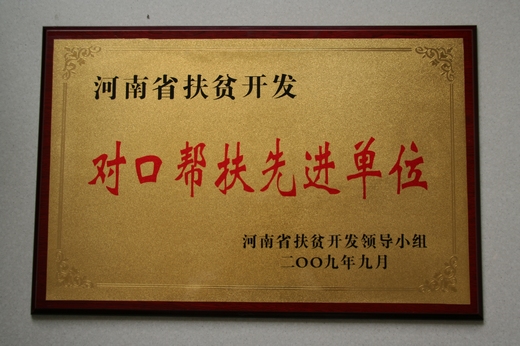 河南省扶贫开发
对口帮扶先进单位
河南省扶贫开发领导小组
二〇〇九年九月